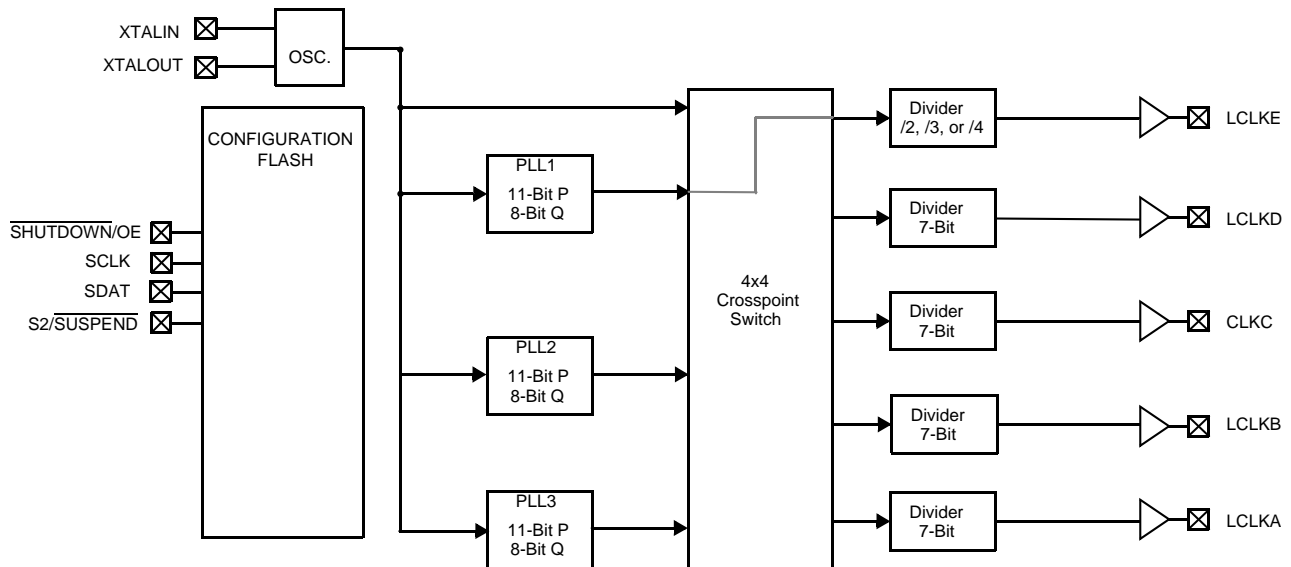 XTALIN
XTALOUT
OSC.
CONFIGURATION
FLASH
SHUTDOWN/OE
SCLK
SDAT
S2/SUSPEND
PLL1
11-Bit P
8-Bit Q
PLL2
11-Bit P
8-Bit Q
PLL3
11-Bit P
8-Bit Q
4x4
Crosspoint
Switch
Divider
/2, /3, or /4
LCLKE
Divider
7-Bit
LCLKD
Divider
7-Bit
CLKC
Divider
7-Bit
LCLKB
Divider
7-Bit
LCLKA